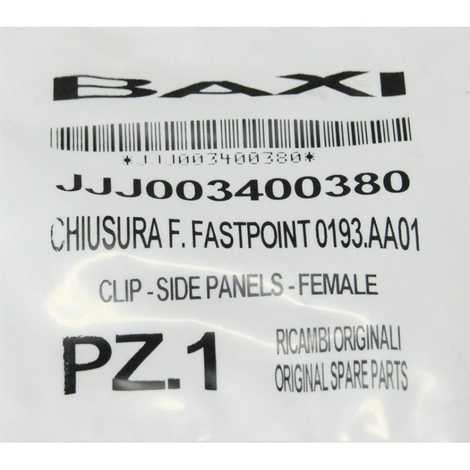 BAXI
*JJJ003400380*
JJJ003400380
CHIUSURA F. FASTPOINT 0193.AA01
CLIP - SIDE PANELS - FEMALE
PZ.1
RICAMBI ORIGINALI
ORIGINAL SPARE PARTS